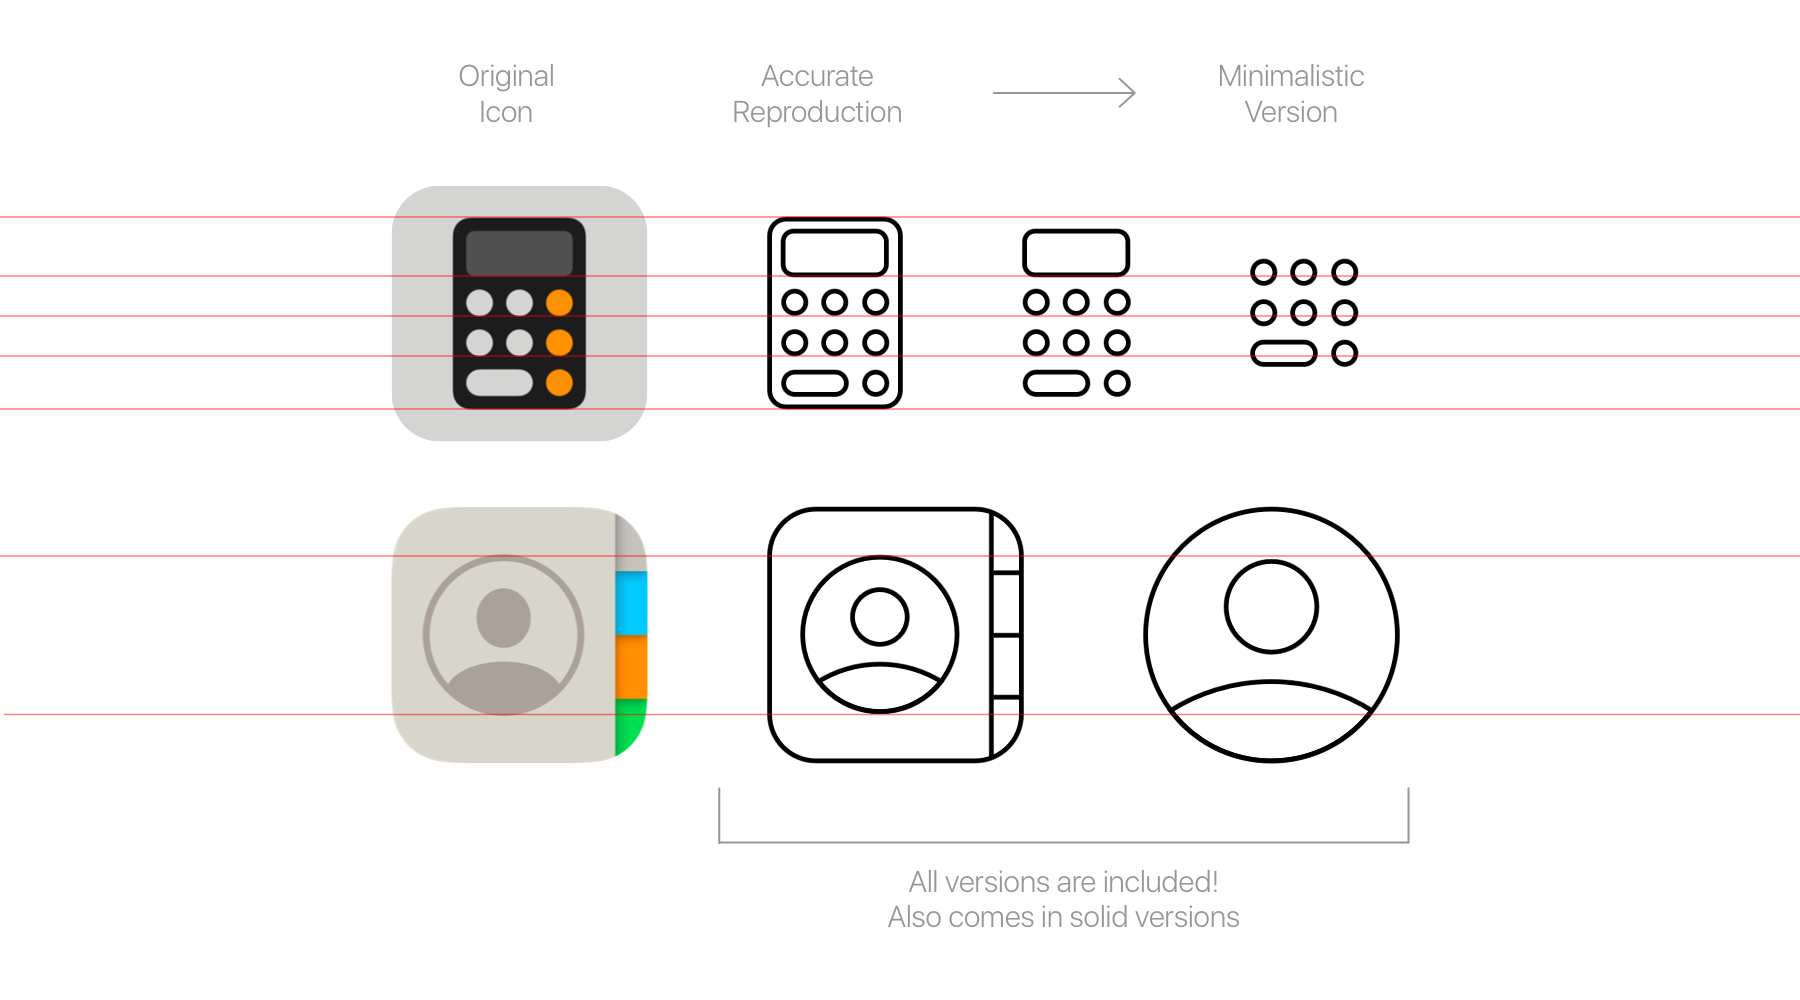 Original
Icon
Accurate
Reproduction
Minimalistic
Version
All versions are included!
Also comes in solid versions